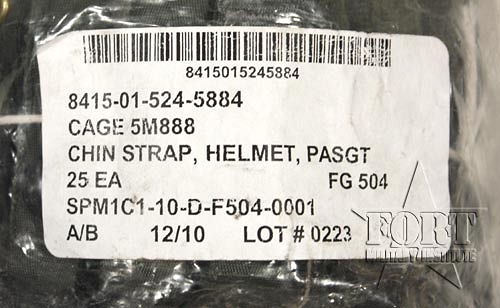 8415015245884
8415-01-524-5884
CAGE 5M888
CHIN STRAP, HELMET, PASGT
25 EA FG 504
SPM1C1-10-D-F504-0001
A/B 12/10 LOT # 0223
FORT